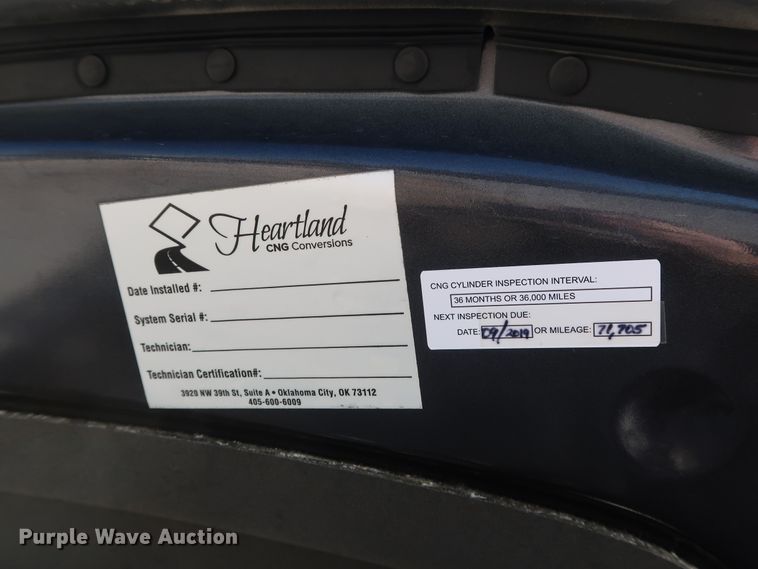 Heartland
CNG Conversions
Date Installed #:
System Serial #:
Technician:
Technician Certification#:
3929 NW 39th St, Suite A • Oklahoma City, OK 73112
405-600-6009
CNG CYLINDER INSPECTION INTERVAL:
36 MONTHS OR 36,000 MILES
NEXT INSPECTION DUE:
DATE: 09/2019 OR MILEAGE: 71,705
Purple Wave Auction